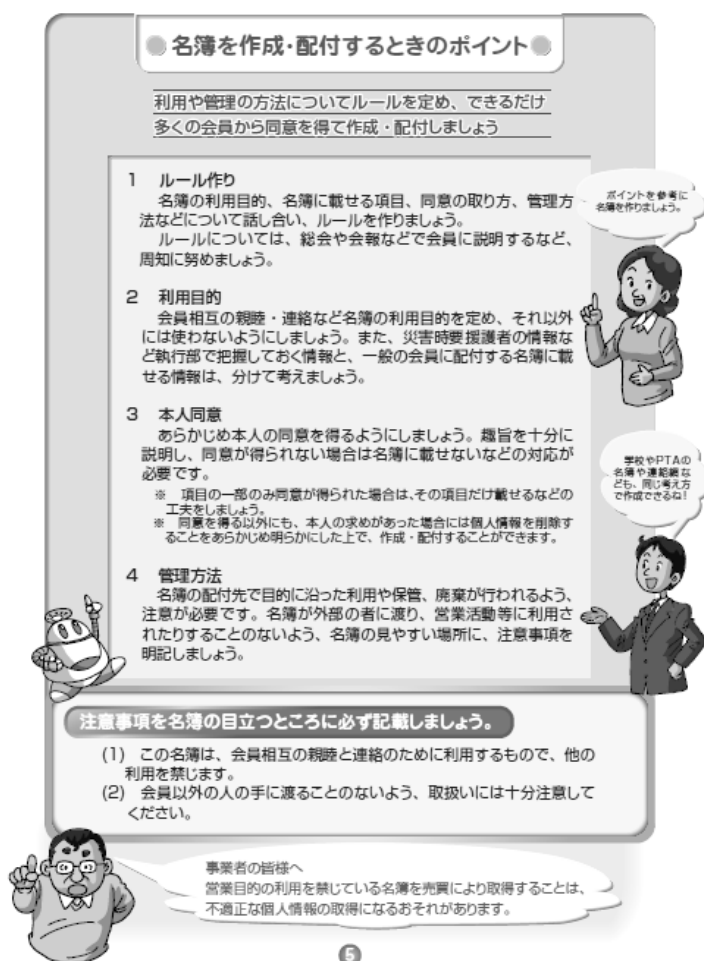 名簿を作成・配付するときのポイント
利用や管理の方法についてルールを定め、できるだけ
多くの会員から同意を得て作成・配付しましょう
1 ルール作り
名簿の利用目的、名簿に載せる項目、同意の取り方、管理方
法などについて話し合い、ルールを作りましょう。
ルールについては、総会や会報などで会員に説明するなど、
周知に努めましょう。
ポイントを参考に
名簿を作りましょう。
2 利用目的
会員相互の親睦・連絡など名簿の利用目的を定め、それ以外
には使わないようにしましょう。また、災害時要援護者の情報な
ど執行部で把握しておく情報と、一般の会員に配付する名簿に載
せる情報は、分けて考えましょう。
3 本人同意
あらかじめ本人の同意を得るようにしましょう。趣旨を十分に
説明し、同意が得られない場合は名簿に載せないなどの対応が
必要です。
※ 項目の一部のみ同意が得られた場合は、その項目だけ載せるなどの
工夫をしましょう。
※ 同意を得る以外にも、本人の求めがあった場合には個人情報を削除す
ることをあらかじめ明らかにした上で、作成・配付することができます。
学校やPTAの
名簿や連絡網な
ども、同じ考え方
で作成できるね!
4 管理方法
名簿の配付先で目的に沿った利用や保管、廃棄が行われるよう、
注意が必要です。名簿が外部の者に渡り、営業活動等に利用さ
れたりすることのないよう、名簿の見やすい場所に、注意事項を
明記しましょう。
注意事項を名簿の目立つところに必ず記載しましょう。
(1) この名簿は、会員相互の親睦と連絡のために利用するもので、他の
利用を禁じます。
(2) 会員以外の人の手に渡ることのないよう、取扱いには十分注意して
ください。
事業者の皆様へ
営業目的の利用を禁じている名簿を売買により取得することは、
不適正な個人情報の取得になるおそれがあります。
5